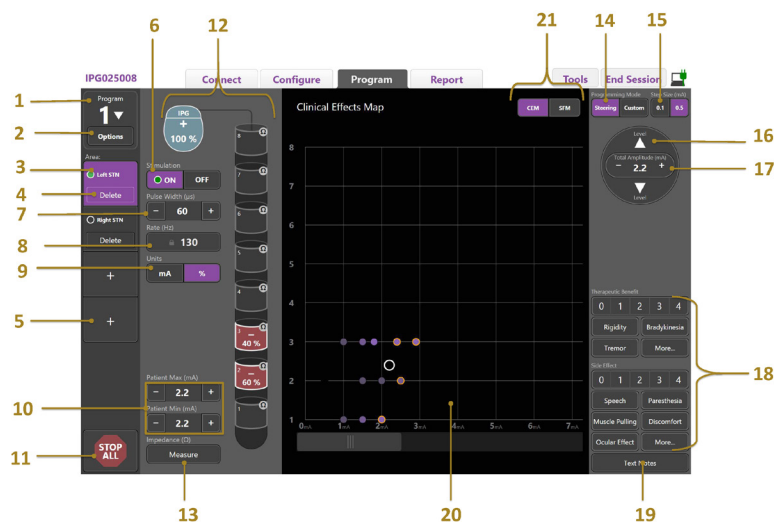 6 12 21 14 15
IPG025008 Connect Configure Program Report Tools End Session
1 Program
1▼
2 Options
Area:
3 Left STN
4 Delete
Right STN
Delete
+
5 +
11 STOP
ALL
IPG
+
100 %
Stimulation
ON OFF
7 Pulse Width (µs)
− 60 +
8 Rate (Hz)
130
9 Units
mA %
10 Patient Max (mA)
− 2.2 +
Patient Min (mA)
− 2.2 +
Impedance (Ω)
Measure
13
8 Ω
7 Ω
6 Ω
5 Ω
4 Ω
3 Ω
−
40 %
2 Ω
−
60 %
1 Ω
Clinical Effects Map CEM SFM
8
7
6
5
4
3
2
1
0mA 1mA 2mA 3mA 4mA 5mA 6mA 7mA
20
Programming Mode Step Size (mA)
Steering Custom 0.1 0.5
Level 16
Total Amplitude (mA)
− 2.2 + 17
Level
Therapeutic Benefit
0 1 2 3 4
Rigidity Bradykinesia
Tremor More...
18
Side Effect
0 1 2 3 4
Speech Paresthesia
Muscle Pulling Discomfort
Ocular Effect More...
Text Notes
19